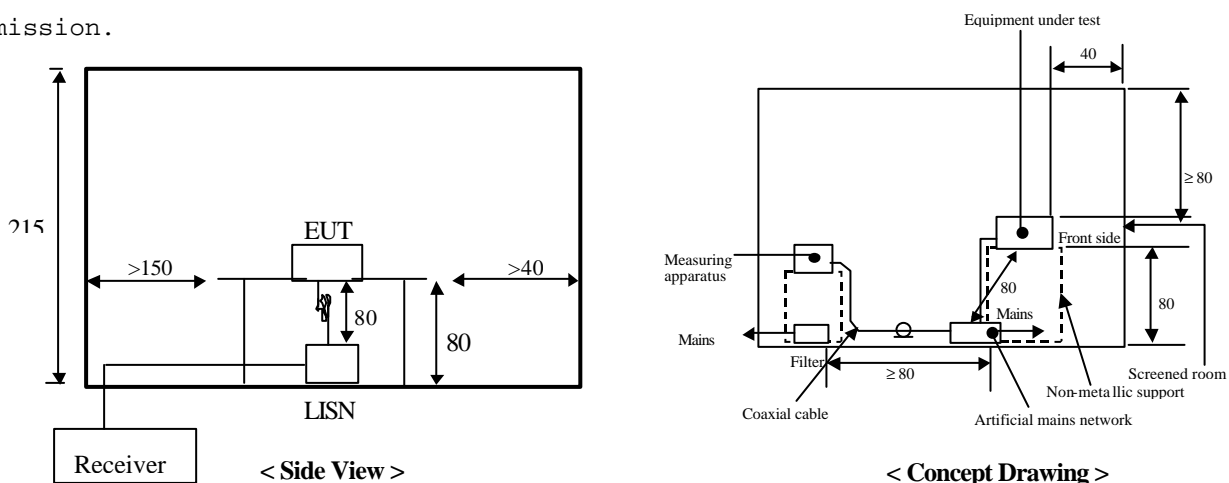 mission.
215
EUT
>150
>40
80
80
LISN
Receiver
< Side View >
Equipment under test
40
≥ 80
Front side
Measuring
apparatus
80
Mains
80
Mains
Filter
≥ 80
Screened room
Non-metallic support
Coaxial cable
Artificial mains network
< Concept Drawing >